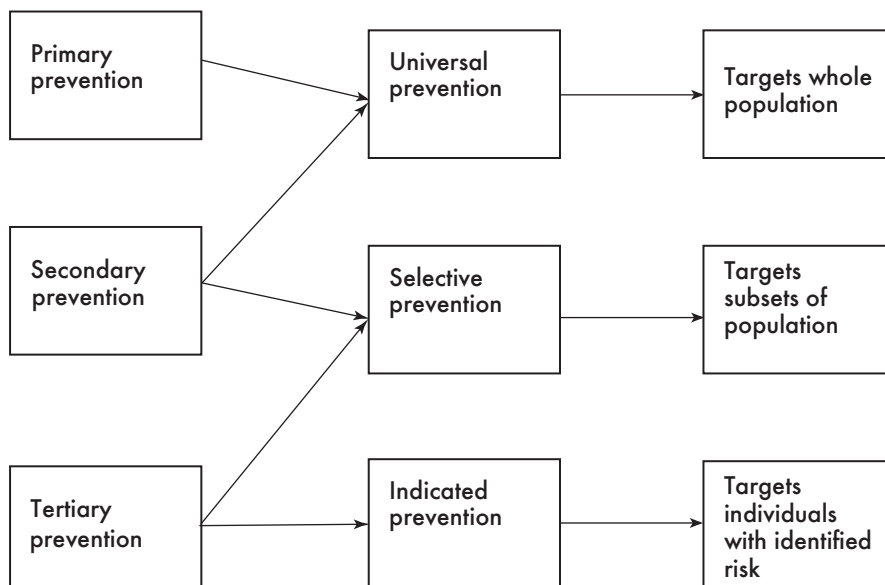 Primary
prevention
Universal
prevention
Targets whole
population
Secondary
prevention
Selective
prevention
Targets
subsets of
population
Tertiary
prevention
Indicated
prevention
Targets
individuals
with identified
risk